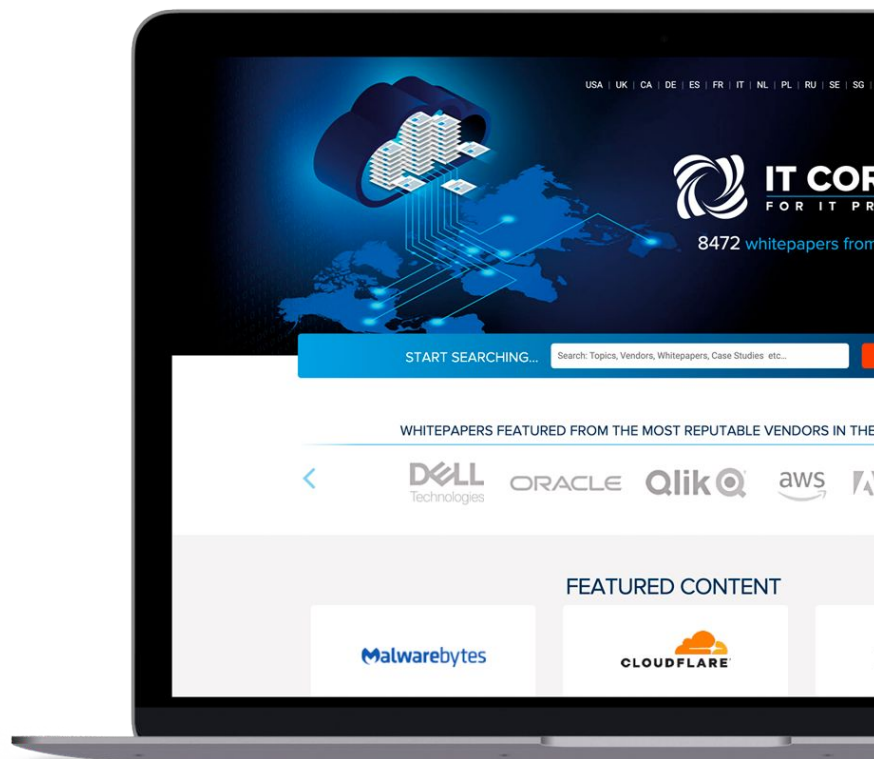 USA | UK | CA | DE | ES | FR | IT | NL | PL | RU | SE | SG |
IT COR
FOR IT PR
8472 whitepapers from
START SEARCHING...
Search: Topics, Vendors, Whitepapers, Case Studies etc...
WHITEPAPERS FEATURED FROM THE MOST REPUTABLE VENDORS IN THE
DELL Technologies
ORACLE
Qlik
aws
FEATURED CONTENT
Malwarebytes
CLOUDFLARE